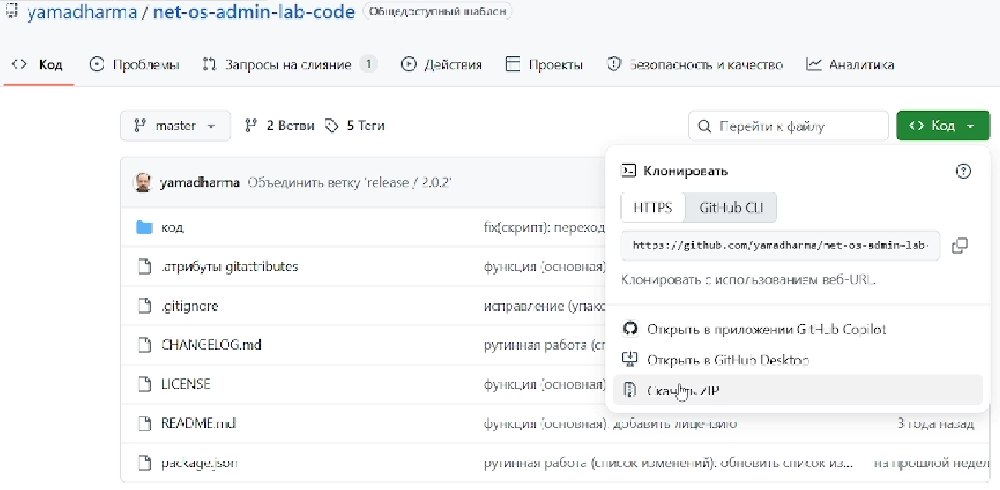 yamadharma / net-os-admin-lab-code Общедоступный шаблон
Код Проблемы Запросы на слияние 1 Действия Проекты Безопасность и качество Аналитика
master 2 Ветви 5 Теги Перейти к файлу Код
yamadharma Объединить ветку 'release / 2.0.2'
Клонировать
HTTPS GitHub CLI
https://github.com/yamadharma/net-os-admin-lab-
Клонировать с использованием веб-URL.
Открыть в приложении GitHub Copilot
Открыть в GitHub Desktop
Скачать ZIP
код fix(скрипт): переход
.атрибуты gitattributes функция (основная)
.gitignore исправление (упако
CHANGELOG.md рутинная работа (сп
LICENSE функция (основная)
README.md функция (основная): добавить лицензию 3 года назад
package.json рутинная работа (список изменений): обновить список из... на прошлой недел